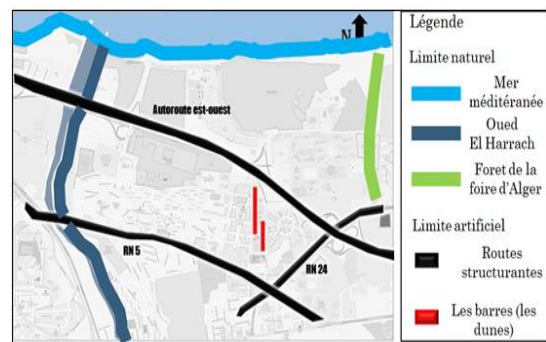 N
Autoroute est-ouest
RN 5
RN 24
Légende
Limite naturel
Mer
méditéranée
Oued
El Harrach
Foret de la
foire d'Alger
Limite artificiel
Routes
structurantes
Les barres (les
dunes)